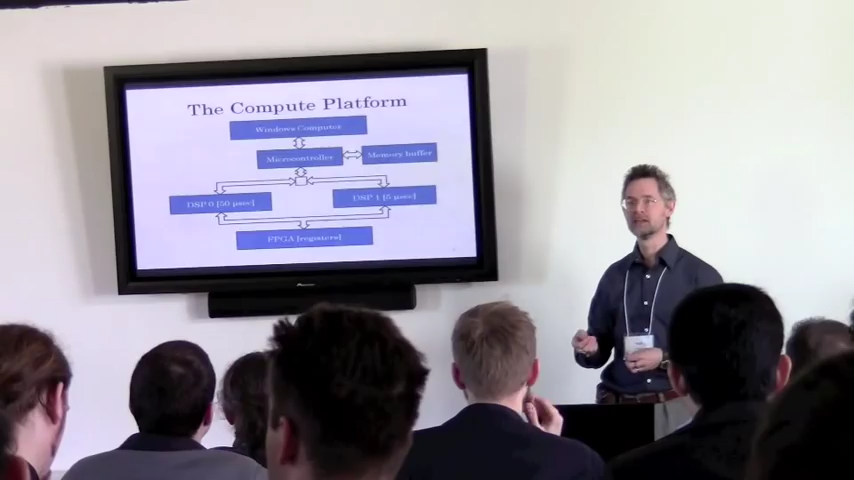 The Compute Platform
Windows Computer
Microcontroller
Memory buffer
DSP 0 [50 μsec]
DSP 1 [5 μsec]
FPGA [registers]